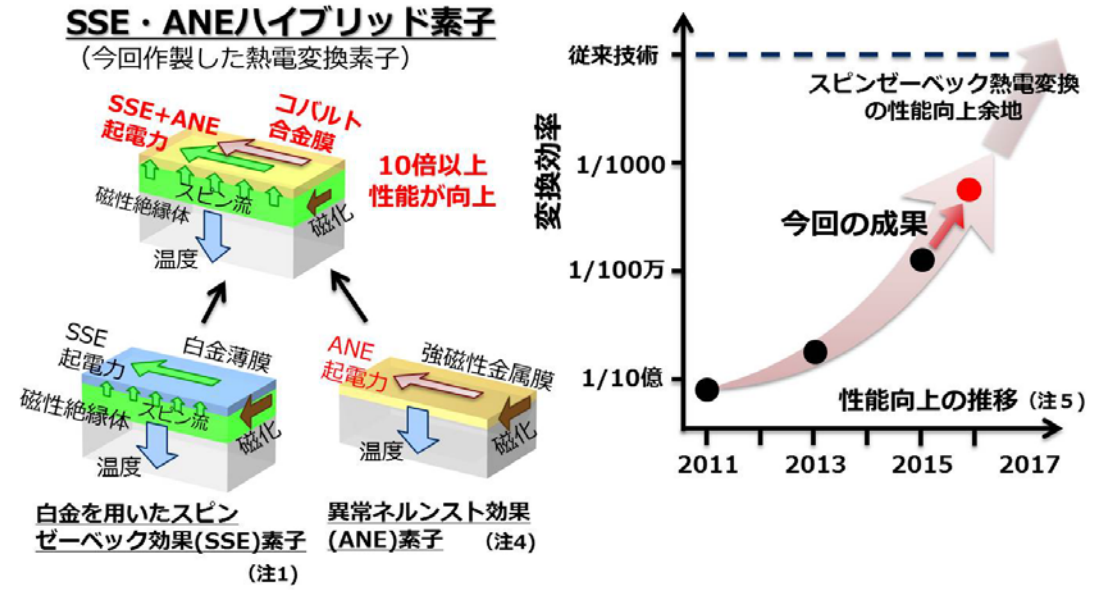 SSE・ANEハイブリッド素子
（今回作製した熱電変換素子）
SSE+ANE
起電力
コバルト
合金膜
10倍以上
性能が向上
スピン流
磁性絶縁体
磁化
温度
SSE
起電力
白金薄膜
磁性絶縁体
スピン流
磁化
温度
白金を用いたスピン
ゼーベック効果(SSE)素子
（注1）
ANE
起電力
強磁性金属膜
磁化
温度
異常ネルンスト効果
(ANE)素子　（注4）
変換効率
従来技術
1/1000
1/100万
1/10億
スピンゼーベック熱電変換
の性能向上余地
今回の成果
性能向上の推移（注５）
2011
2013
2015
2017